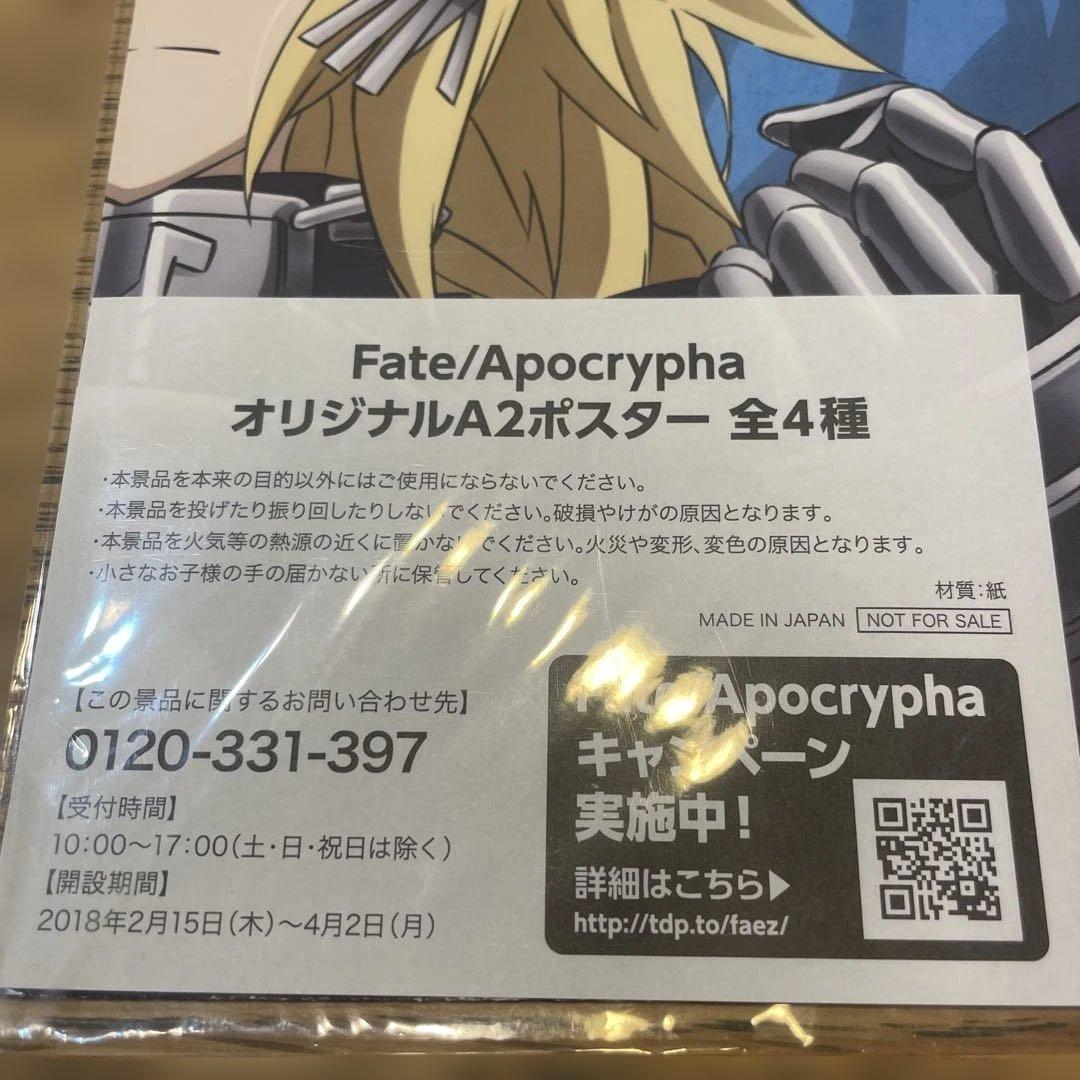 Fate/Apocrypha
オリジナルA2ポスター 全4種
・本景品を本来の目的以外にはご使用にならないでください。
・本景品を投げたり振り回したりしないでください。破損やけがの原因となります。
・本景品を火気等の熱源の近くに置かないでください。火災や変形、変色の原因となります。
・小さなお子様の手の届かない所に保管してください。
材質：紙
MADE IN JAPAN NOT FOR SALE
【この景品に関するお問い合わせ先】
0120-331-397
【受付時間】
10：00～17：00（土・日・祝日は除く）
【開設期間】
2018年2月15日（木）～4月2日（月）
Fate/Apocrypha
キャンペーン
実施中！
詳細はこちら▶
http://tdp.to/faez/